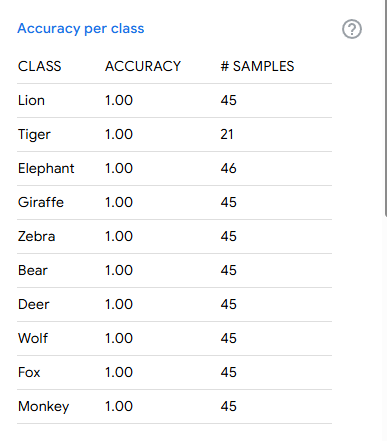 Accuracy per class
CLASS ACCURACY # SAMPLES
Lion 1.00 45
Tiger 1.00 21
Elephant 1.00 46
Giraffe 1.00 45
Zebra 1.00 45
Bear 1.00 45
Deer 1.00 45
Wolf 1.00 45
Fox 1.00 45
Monkey 1.00 45